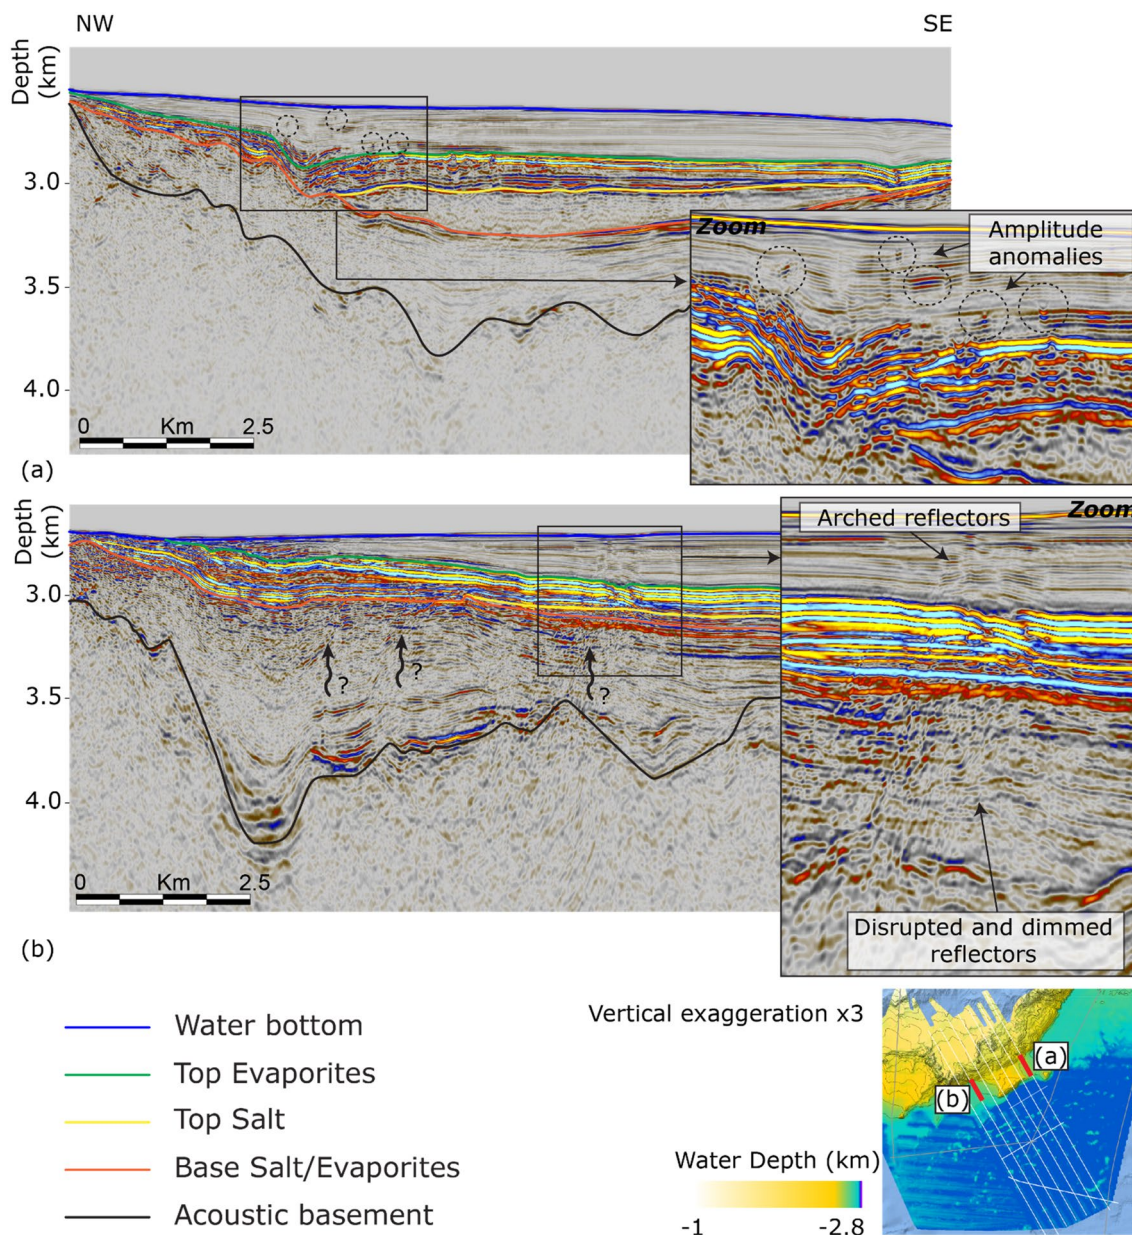 NW
SE
Depth
(km)
Zoom
Amplitude
anomalies
3.0
3.5
4.0
0 Km 2.5
(a)
Depth
(km)
Zoom
Arched reflectors
3.0
?
?
?
3.5
4.0
0 Km 2.5
Disrupted and dimmed
reflectors
(b)
Water bottom
Vertical exaggeration x3
Top Evaporites
Top Salt
Base Salt/Evaporites
Acoustic basement
Water Depth (km)
-1 -2.8
(a)
(b)